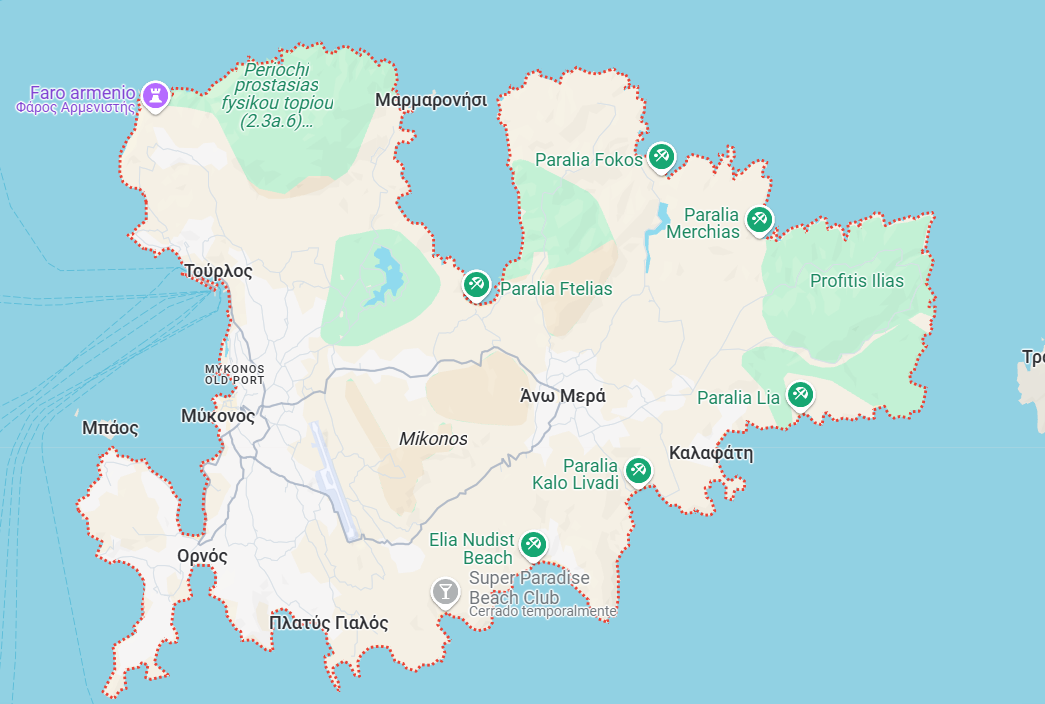 Periochi
prostasias
fysikou topiou
(2.3a.6)...
Faro armenio
Φάρος Αρμενιστής
Μαρμαρονήσι
Paralia Fokos
Paralia
Merchias
Τούρλος
Paralia Ftelias
Profitis Ilias
MYKONOS
OLD PORT
Άνω Μερά
Paralia Lia
Μύκονος
Μπάος
Mikonos
Καλαφάτη
Paralia
Kalo Livadi
Elia Nudist
Beach
Ορνός
Super Paradise
Beach Club
Cerrado temporalmente
Πλατύς Γιαλός